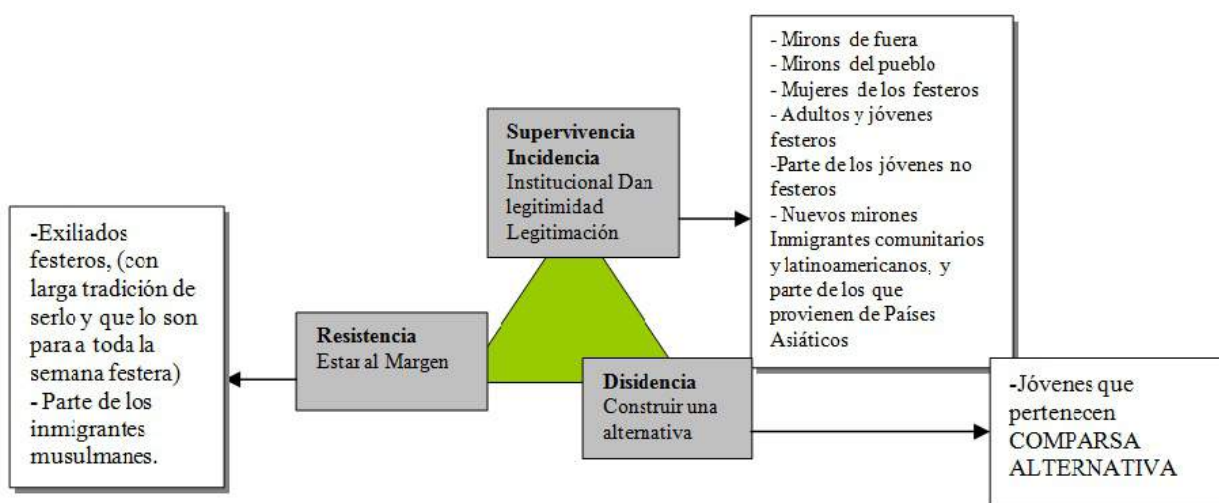 - Mirons de fuera
- Mirons del pueblo
- Mujeres de los festeros
- Adultos y jóvenes
festeros
-Parte de los jóvenes no
festeros
- Nuevos mirones
Inmigrantes comunitarios
y latinoamericanos, y
parte de los que
provienen de Países
Asiáticos
Supervivencia
Incidencia
Institucional Dan
legitimidad
Legitimación
-Exiliados
festeros, (con
larga tradición de
serlo y que lo son
para a toda la
semana festera)
- Parte de los
inmigrantes
musulmanes.
Resistencia
Estar al Margen
Disidencia
Construir una
alternativa
-Jóvenes que
pertenecen
COMPARSA
ALTERNATIVA